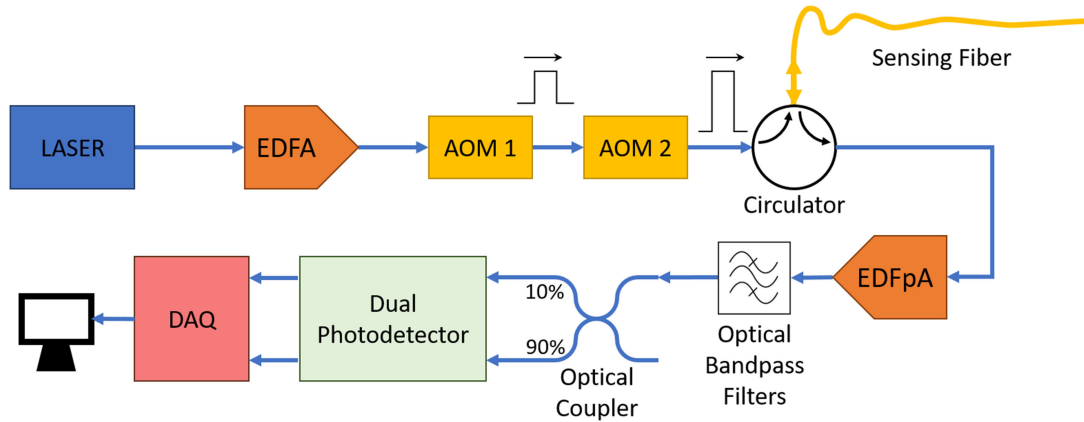 Sensing Fiber
LASER
EDFA
AOM 1
AOM 2
Circulator
EDFpA
Optical
Bandpass
Filters
10%
90%
Optical
Coupler
Dual
Photodetector
DAQ